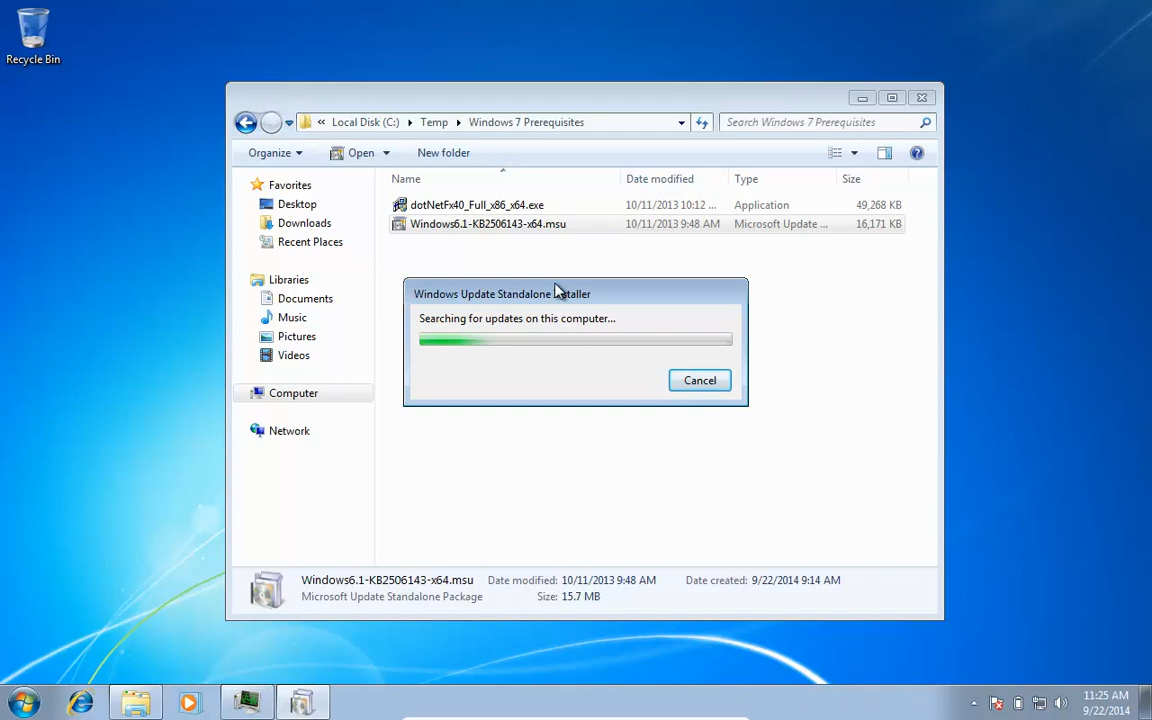 Recycle Bin
« Local Disk (C:) ▸ Temp ▸ Windows 7 Prerequisites
Search Windows 7 Prerequisites
Organize
Open
New folder
Favorites
Desktop
Downloads
Recent Places
Libraries
Documents
Music
Pictures
Videos
Computer
Network
Name Date modified Type Size
dotNetFx40_Full_x86_x64.exe 10/11/2013 10:12 ... Application 49,268 KB
Windows6.1-KB2506143-x64.msu 10/11/2013 9:48 AM Microsoft Update ... 16,171 KB
Windows Update Standalone Installer
Searching for updates on this computer...
Cancel
Windows6.1-KB2506143-x64.msu Date modified: 10/11/2013 9:48 AM Date created: 9/22/2014 9:14 AM
Microsoft Update Standalone Package Size: 15.7 MB
11:25 AM
9/22/2014